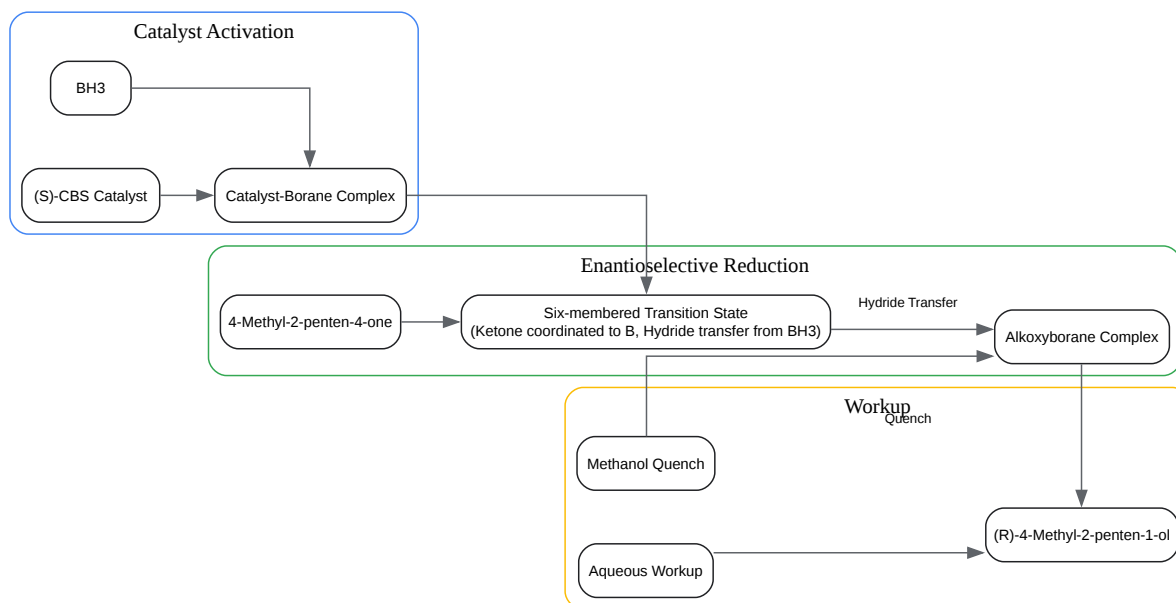 Catalyst Activation
BH3
(S)-CBS Catalyst
Catalyst-Borane Complex
Enantioselective Reduction
4-Methyl-2-penten-4-one
Six-membered Transition State
(Ketone coordinated to B, Hydride transfer from BH3)
Hydride Transfer
Alkoxyborane Complex
Workup
Quench
Methanol Quench
(R)-4-Methyl-2-penten-1-ol
Aqueous Workup